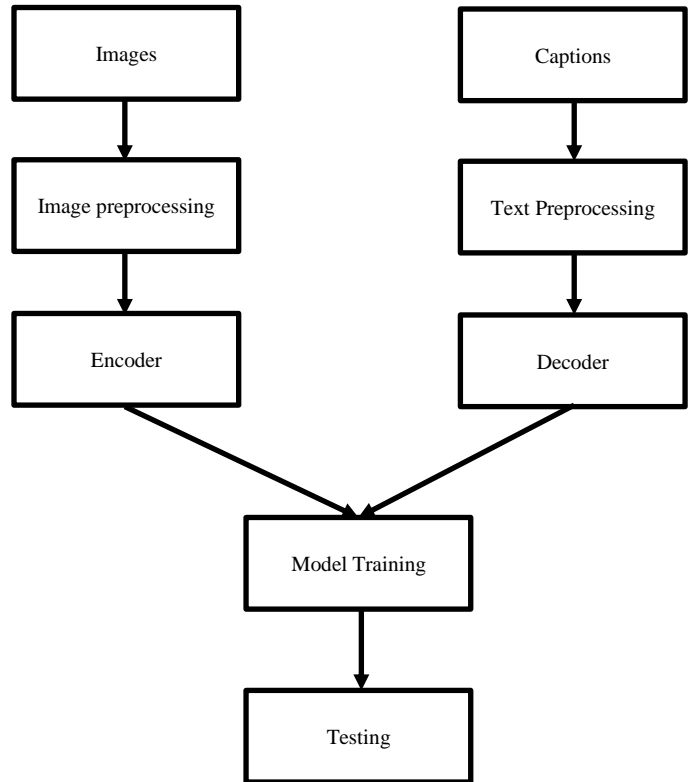 Images
Captions
Image preprocessing
Text Preprocessing
Encoder
Decoder
Model Training
Testing